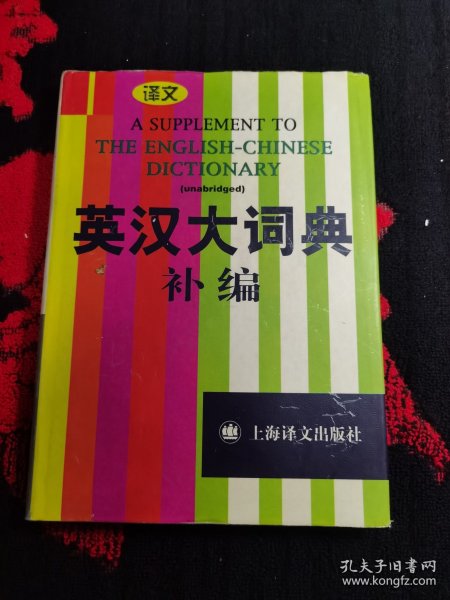 译文
A SUPPLEMENT TO
THE ENGLISH-CHINESE
DICTIONARY
(unabridged)
英汉大词典
补编
上海译文出版社
孔夫子旧书网
www.kongfz.com